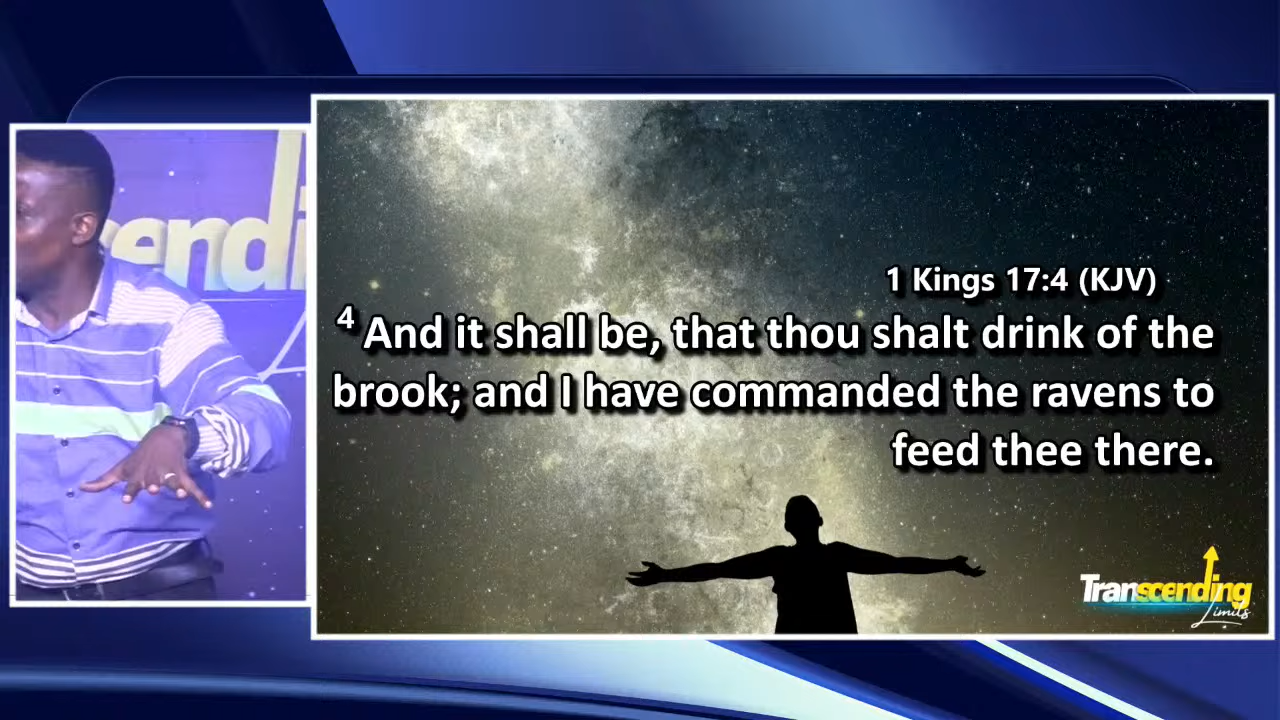 cendi
1 Kings 17:4 (KJV)
4 And it shall be, that thou shalt drink of the
brook; and I have commanded the ravens to
feed thee there.
Transcending
Limits